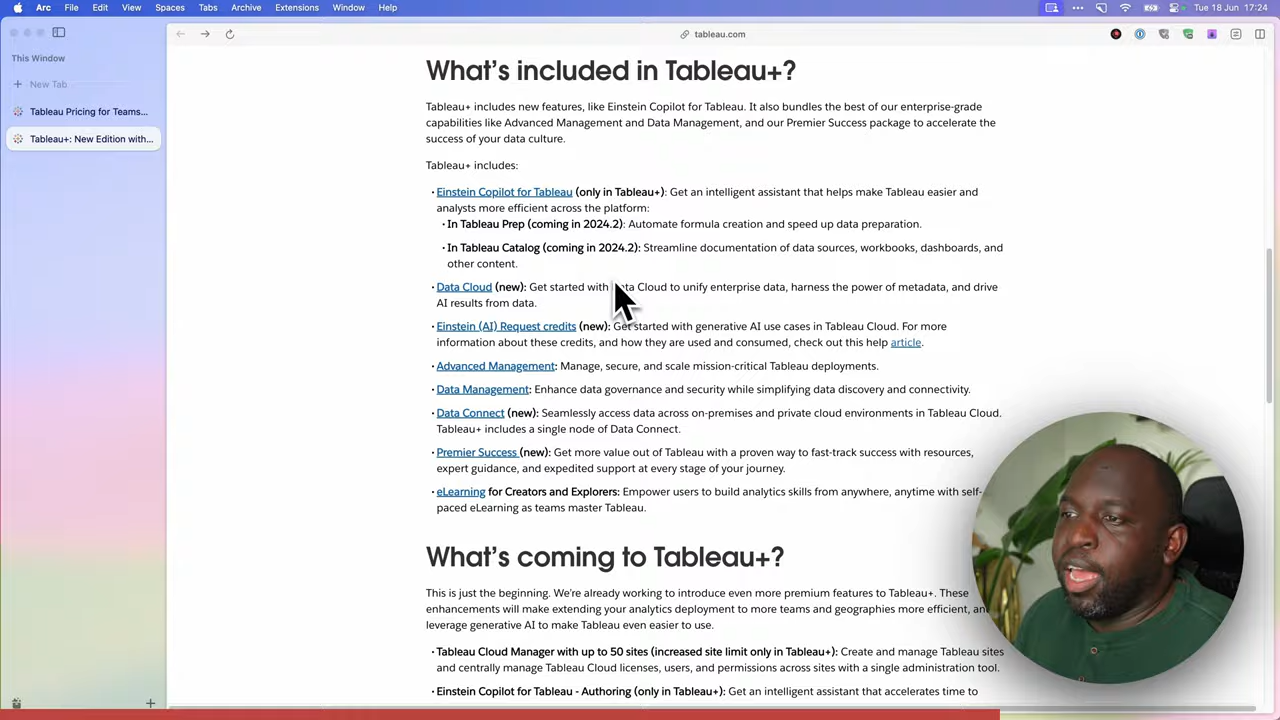 Arc File Edit View Spaces Tabs Archive Extensions Window Help
Tue 18 Jun 17:24
This Window
New Tab
Tableau Pricing for Teams...
Tableau+: New Edition with...
tableau.com
What's included in Tableau+?
Tableau+ includes new features, like Einstein Copilot for Tableau. It also bundles the best of our enterprise-grade
capabilities like Advanced Management and Data Management, and our Premier Success package to accelerate the
success of your data culture.
Tableau+ includes:
• Einstein Copilot for Tableau (only in Tableau+): Get an intelligent assistant that helps make Tableau easier and
analysts more efficient across the platform:
• In Tableau Prep (coming in 2024.2): Automate formula creation and speed up data preparation.
• In Tableau Catalog (coming in 2024.2): Streamline documentation of data sources, workbooks, dashboards, and
other content.
• Data Cloud (new): Get started with Data Cloud to unify enterprise data, harness the power of metadata, and drive
AI results from data.
• Einstein (AI) Request credits (new): Get started with generative AI use cases in Tableau Cloud. For more
information about these credits, and how they are used and consumed, check out this help article.
• Advanced Management: Manage, secure, and scale mission-critical Tableau deployments.
• Data Management: Enhance data governance and security while simplifying data discovery and connectivity.
• Data Connect (new): Seamlessly access data across on-premises and private cloud environments in Tableau Cloud.
Tableau+ includes a single node of Data Connect.
• Premier Success (new): Get more value out of Tableau with a proven way to fast-track success with resources,
expert guidance, and expedited support at every stage of your journey.
• eLearning for Creators and Explorers: Empower users to build analytics skills from anywhere, anytime with self-
paced eLearning as teams master Tableau.
What's coming to Tableau+?
This is just the beginning. We're already working to introduce even more premium features to Tableau+. These
enhancements will make extending your analytics deployment to more teams and geographies more efficient, and
leverage generative AI to make Tableau even easier to use.
• Tableau Cloud Manager with up to 50 sites (increased site limit only in Tableau+): Create and manage Tableau sites
and centrally manage Tableau Cloud licenses, users, and permissions across sites with a single administration tool.
• Einstein Copilot for Tableau - Authoring (only in Tableau+): Get an intelligent assistant that accelerates time to